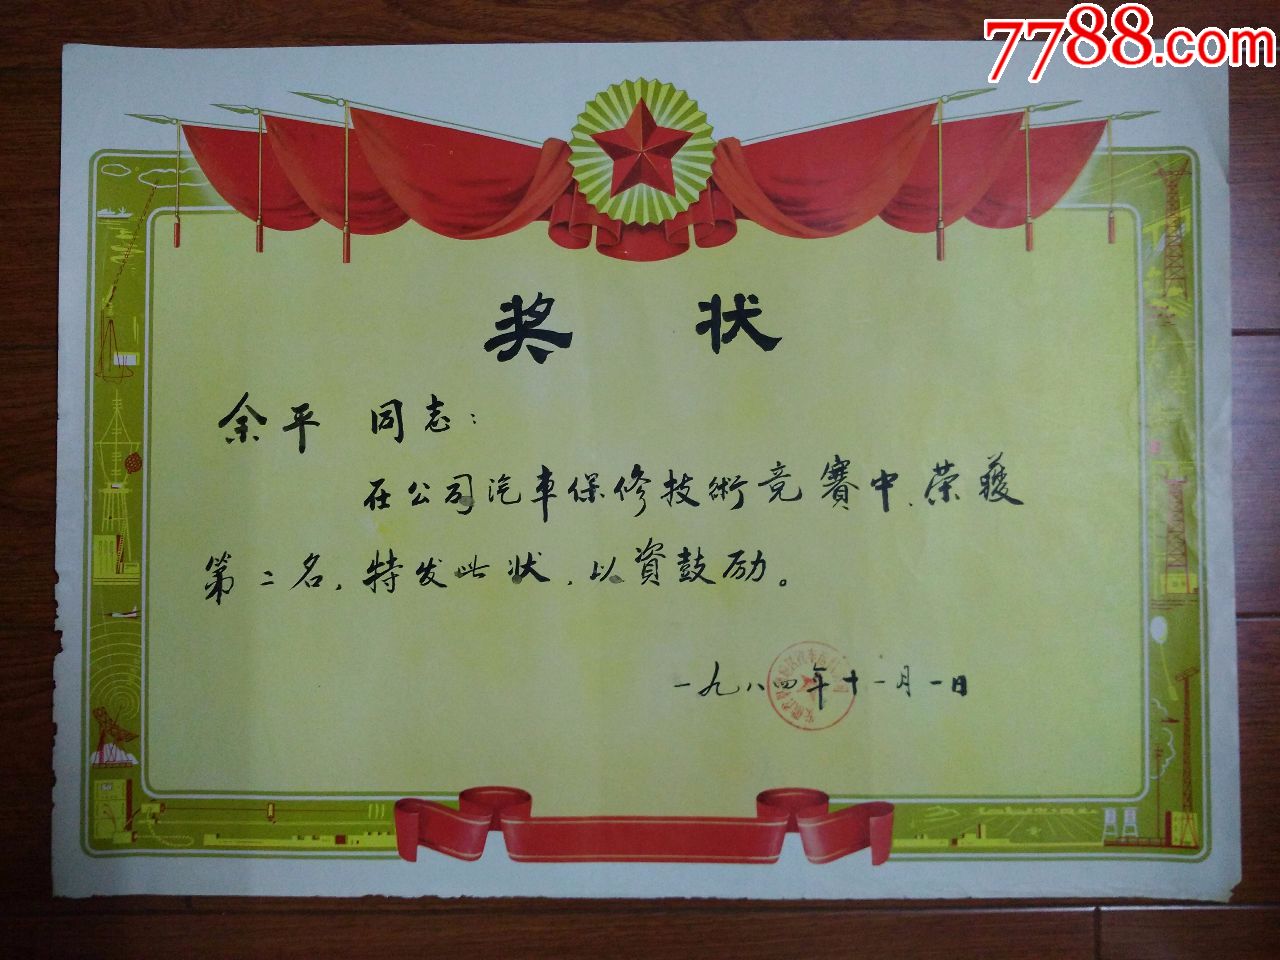 7788.com
奖 状
余平 同志：
在公司汽車保修技術竞賽中，荣獲
第二名，特发此状，以資鼓励。
一九八四年十一月一日